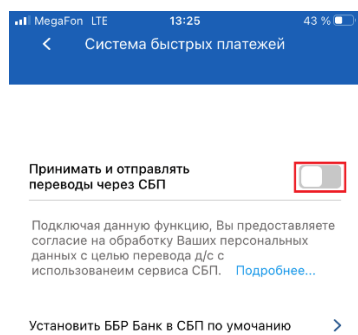 MegaFon LTE 13:25 43 %
Система быстрых платежей
Принимать и отправлять
переводы через СБП
Подключая данную функцию, Вы предоставляете
согласие на обработку Ваших персональных
данных с целью перевода д/с с
использованием сервиса СБП. Подробнее...
Установить ББР Банк в СБП по умочанию